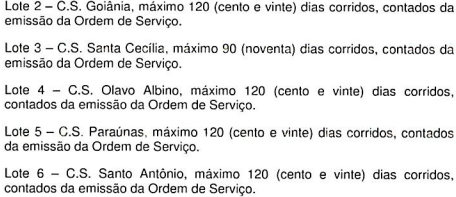 Lote 2 – C.S. Goiânia, máximo 120 (cento e vinte) dias corridos, contados da
emissão da Ordem de Serviço.
Lote 3 – C.S. Santa Cecília, máximo 90 (noventa) dias corridos, contados da
emissão da Ordem de Serviço.
Lote 4 – C.S. Olavo Albino, máximo 120 (cento e vinte) dias corridos,
contados da emissão da Ordem de Serviço.
Lote 5 – C.S. Paraúnas, máximo 120 (cento e vinte) dias corridos, contados
da emissão da Ordem de Serviço.
Lote 6 – C.S. Santo Antônio, máximo 120 (cento e vinte) dias corridos,
contados da emissão da Ordem de Serviço.